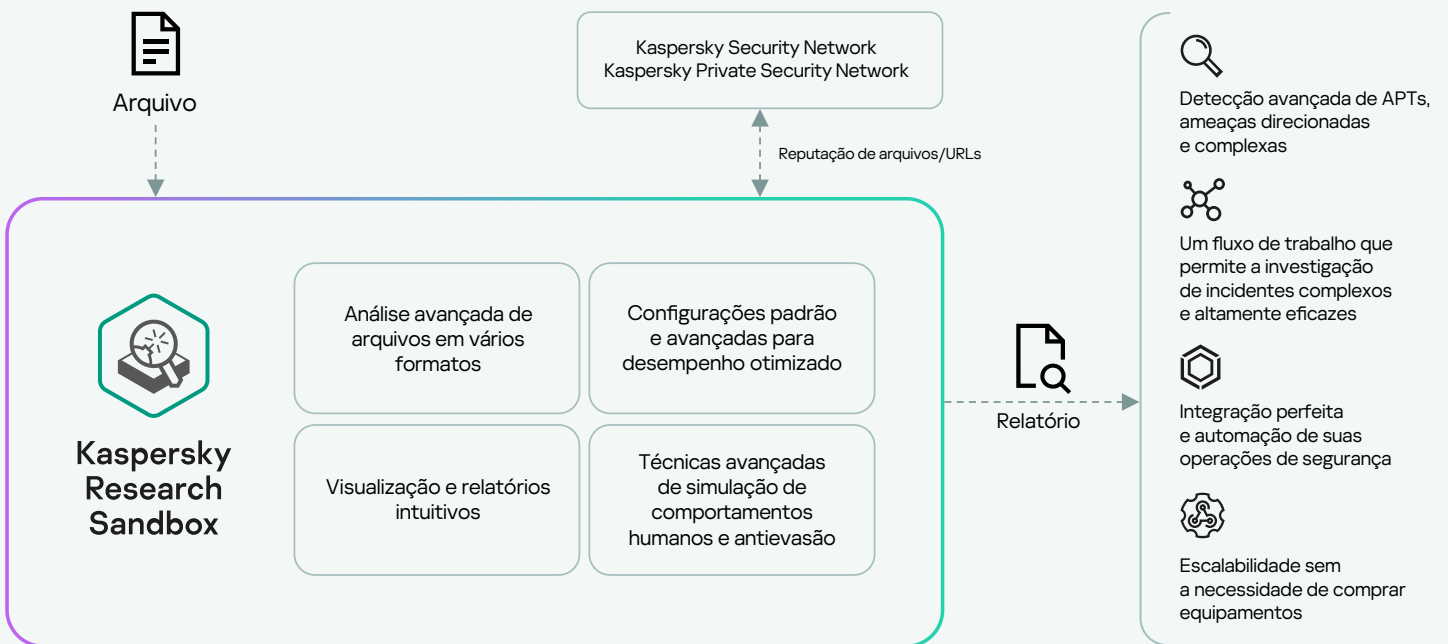 Arquivo
Kaspersky Security Network
Kaspersky Private Security Network
Reputação de arquivos/URLs
Kaspersky
Research
Sandbox
Análise avançada de
arquivos em vários
formatos
Configurações padrão
e avançadas para
desempenho otimizado
Visualização e relatórios
intuitivos
Técnicas avançadas
de simulação de
comportamentos
humanos e antievasão
Relatório
Detecção avançada de APTs,
ameaças direcionadas
e complexas
Um fluxo de trabalho que
permite a investigação
de incidentes complexos
e altamente eficazes
Integração perfeita
e automação de suas
operações de segurança
Escalabilidade sem
a necessidade de comprar
equipamentos